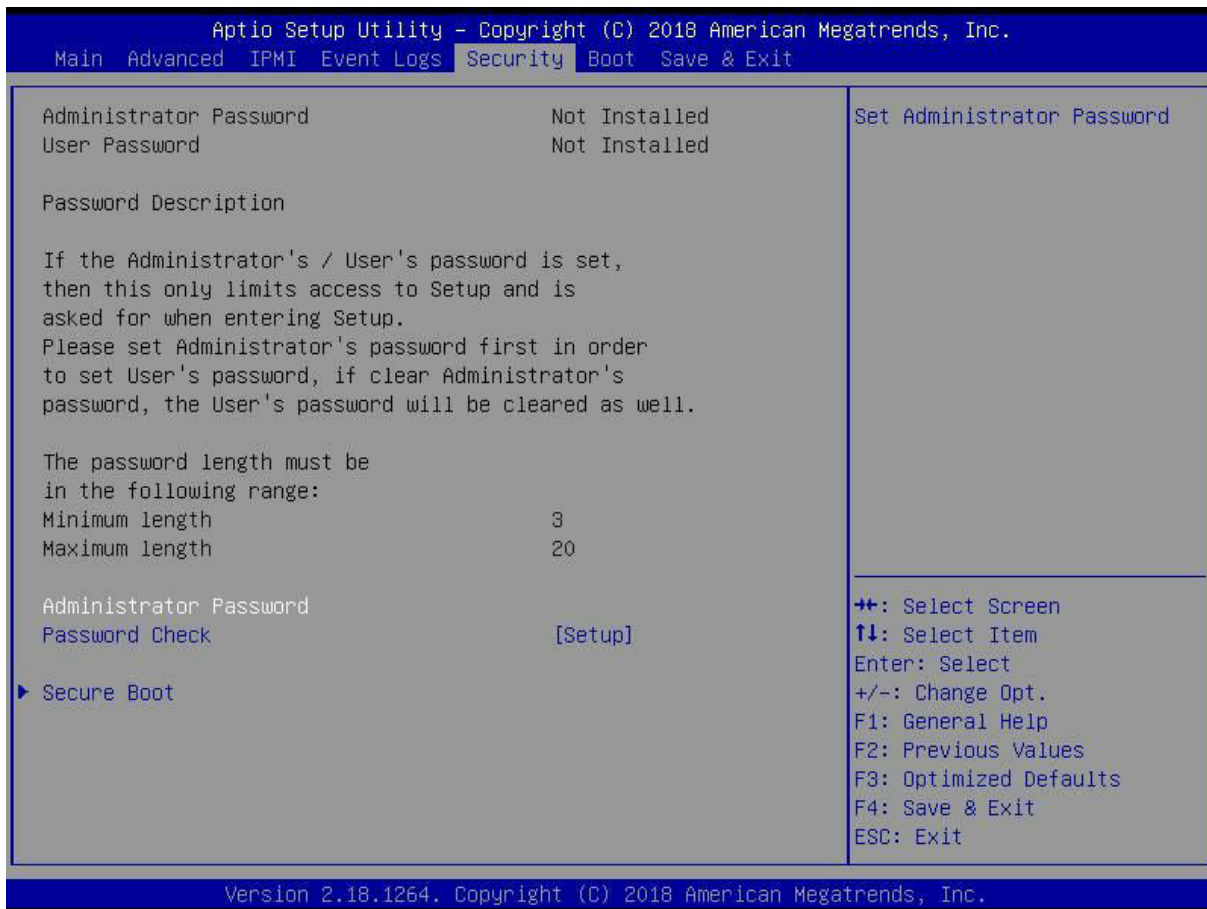 Aptio Setup Utility – Copyright (C) 2018 American Megatrends, Inc.
Main Advanced IPMI Event Logs Security Boot Save & Exit
Administrator Password Not Installed
User Password Not Installed
Password Description
If the Administrator's / User's password is set,
then this only limits access to Setup and is
asked for when entering Setup.
Please set Administrator's password first in order
to set User's password, if clear Administrator's
password, the User's password will be cleared as well.
The password length must be
in the following range:
Minimum length 3
Maximum length 20
Administrator Password
Password Check [Setup]
▶ Secure Boot
Set Administrator Password
→←: Select Screen
↑↓: Select Item
Enter: Select
+/-: Change Opt.
F1: General Help
F2: Previous Values
F3: Optimized Defaults
F4: Save & Exit
ESC: Exit
Version 2.18.1264. Copyright (C) 2018 American Megatrends, Inc.